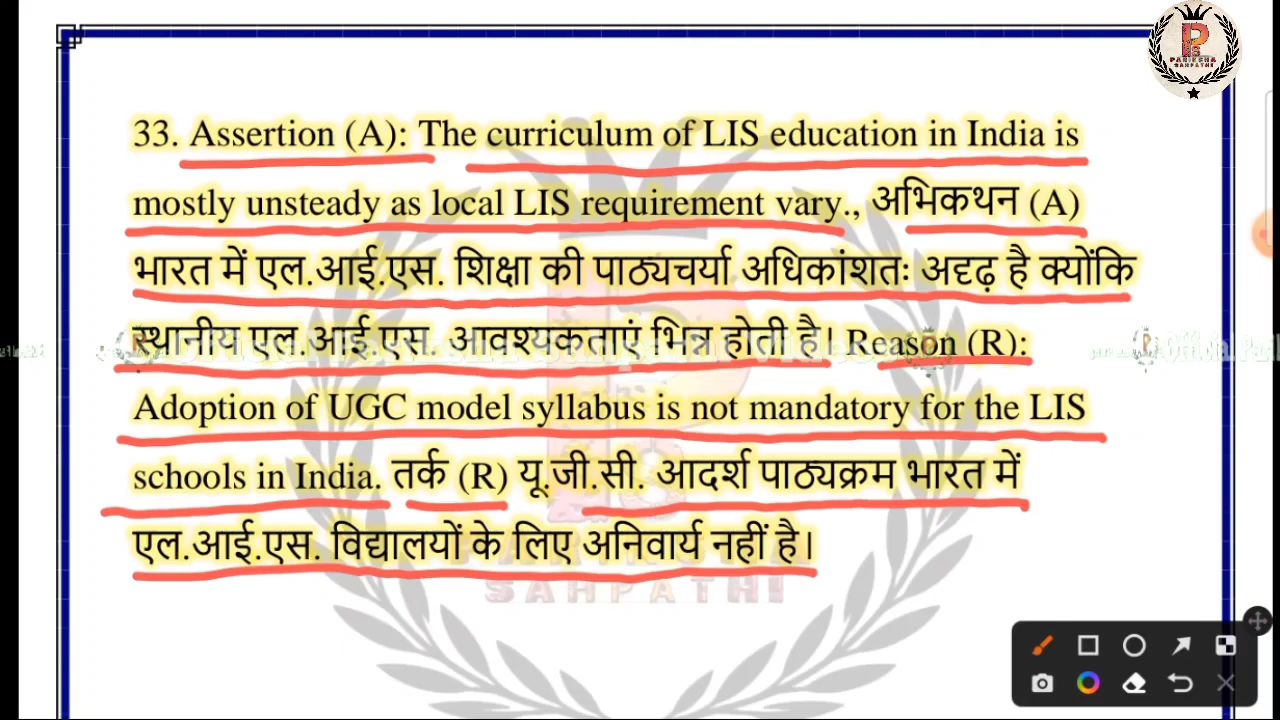 PARIKSHA
SAHPATHI
33. Assertion (A): The curriculum of LIS education in India is
mostly unsteady as local LIS requirement vary., अभिकथन (A)
भारत में एल.आई.एस. शिक्षा की पाठ्यचर्या अधिकांशतः अदृढ़ है क्योंकि
स्थानीय एल.आई.एस. आवश्यकताएं भिन्न होती है। Reason (R):
Adoption of UGC model syllabus is not mandatory for the LIS
schools in India. तर्क (R) यू.जी.सी. आदर्श पाठ्यक्रम भारत में
एल.आई.एस. विद्यालयों के लिए अनिवार्य नहीं है।
SAHPATHI